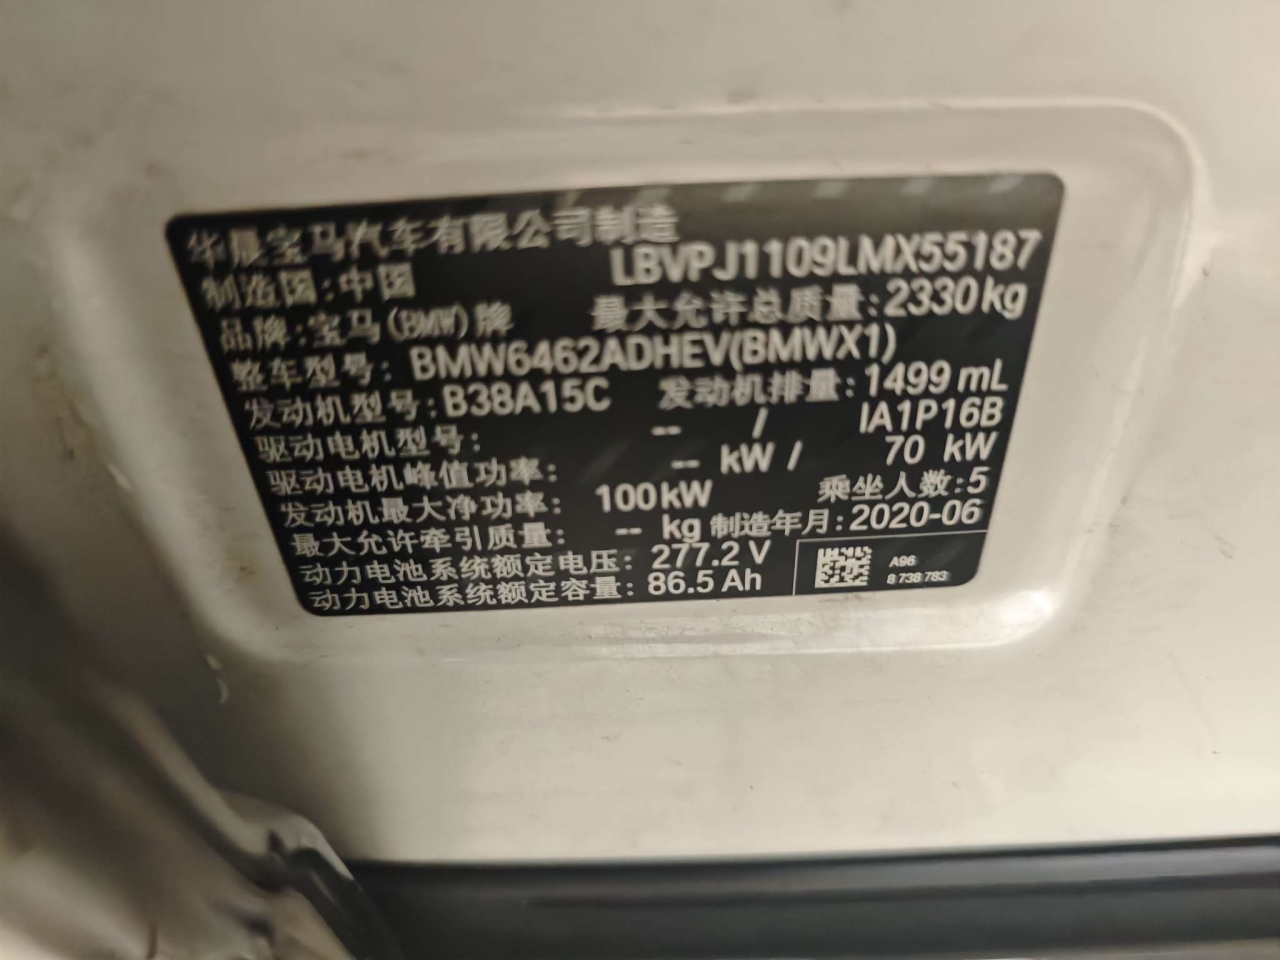 华晨宝马汽车有限公司制造
制造国:中国 LBVPJ1109LMX55187
品牌:宝马(BMW)牌 最大允许总质量:2330kg
整车型号: BMW6462ADHEV(BMWX1)
发动机型号:B38A15C 发动机排量:1499 mL
驱动电机型号: -- / IA1P16B
驱动电机峰值功率: -- kW / 70 kW
发动机最大净功率: 100kW 乘坐人数:5
最大允许牵引质量: -- kg 制造年月:2020-06
动力电池系统额定电压: 277.2 V
动力电池系统额定容量: 86.5 Ah
A96
8 738 783